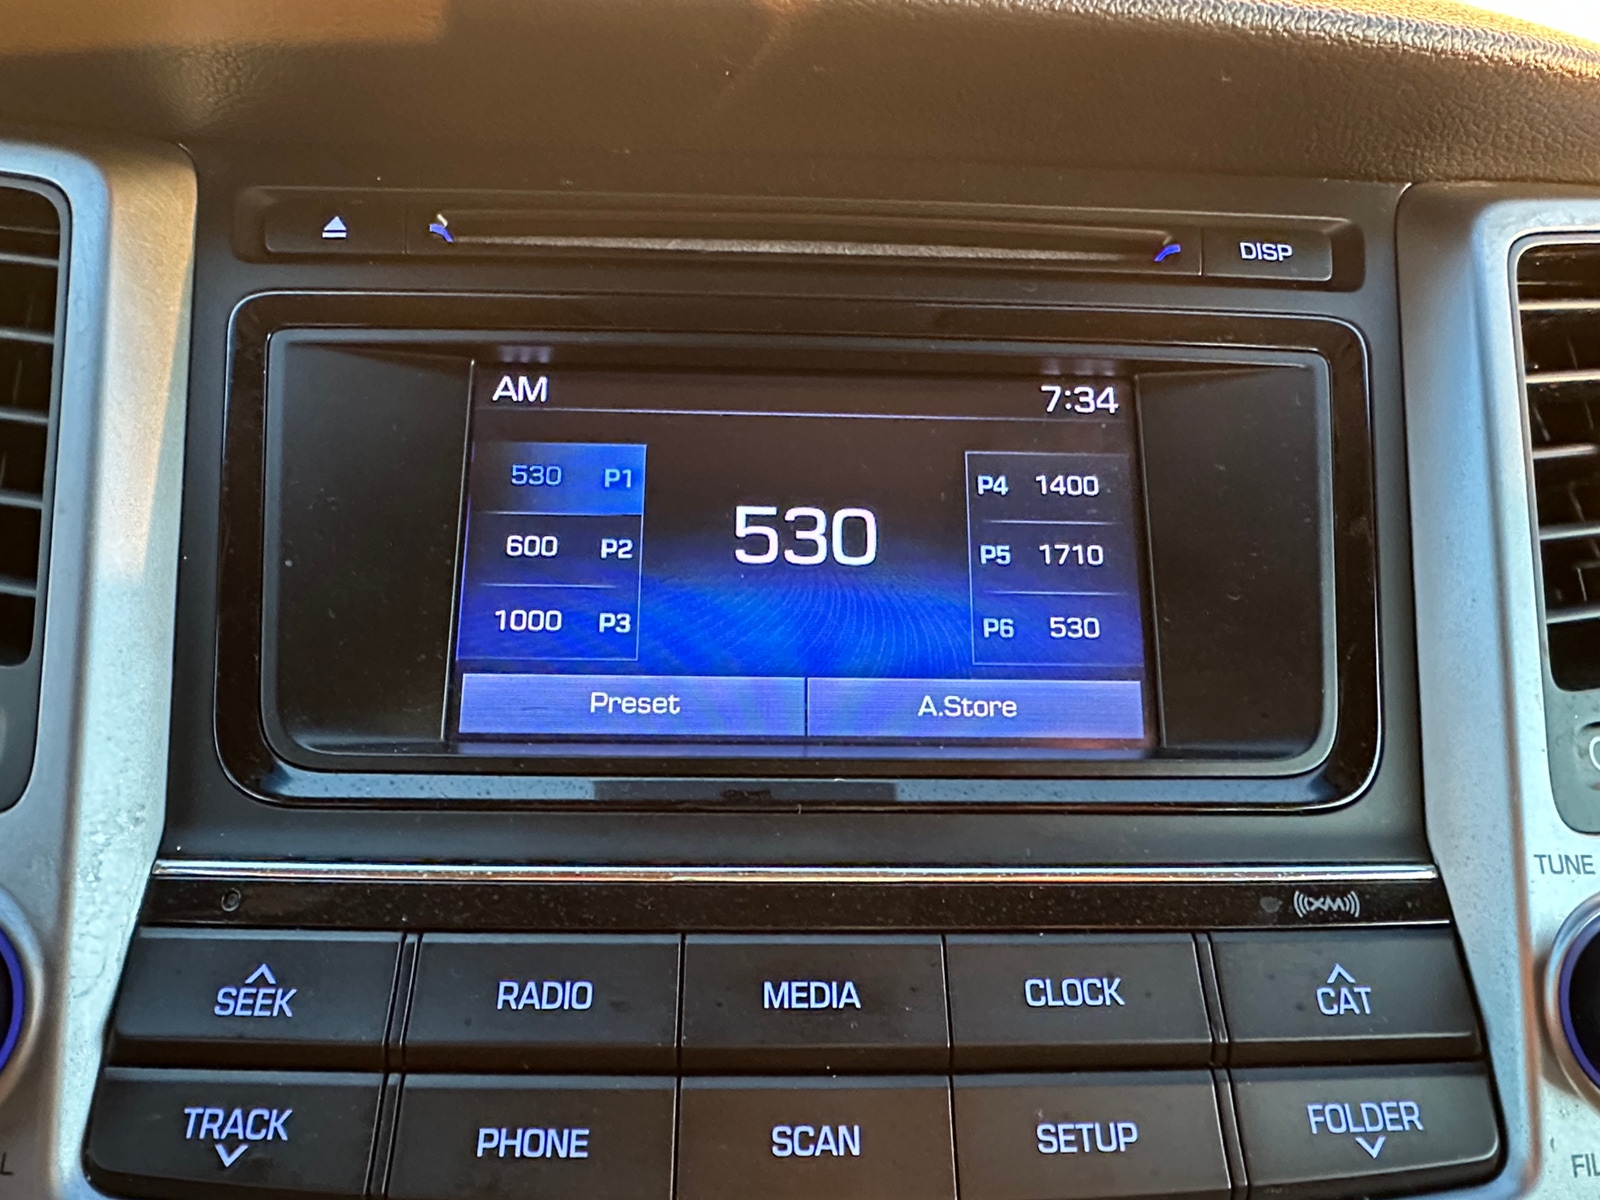 DISP
AM 7:34
530 P1
600 P2
1000 P3
530
P4 1400
P5 1710
P6 530
Preset A.Store
TUNE
((XM))
SEEK RADIO MEDIA CLOCK CAT
TRACK PHONE SCAN SETUP FOLDER